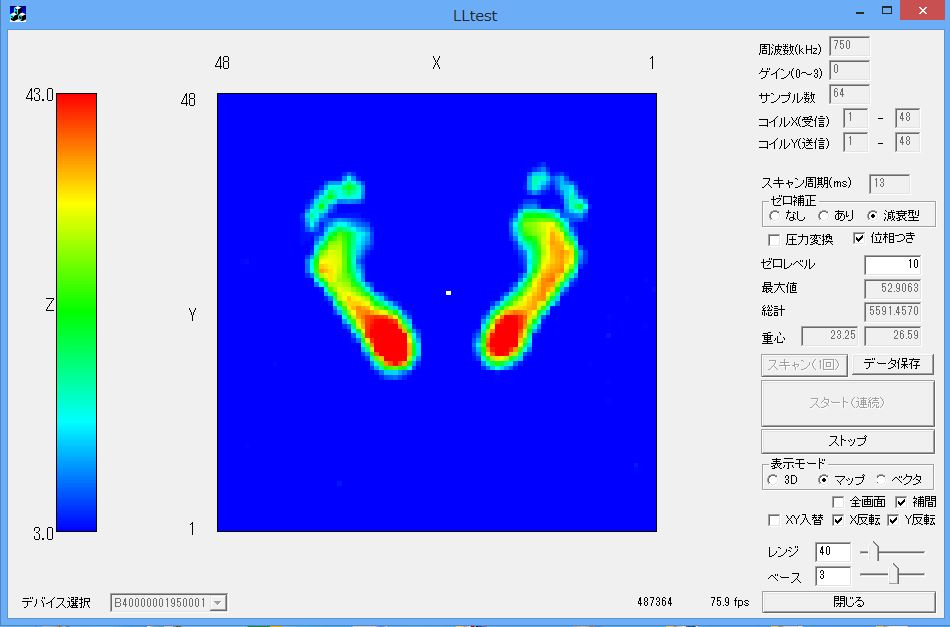 LLtest
48 X 1
43.0
48
Z
Y
3.0
1
周波数(kHz) 750
ゲイン(0～3) 0
サンプル数 64
コイルX(受信) 1 - 48
コイルY(送信) 1 - 48
スキャン周期(ms) 13
ゼロ補正
なし あり 減衰型
圧力変換 位相つき
ゼロレベル 10
最大値 52.9063
総計 5591.4570
重心 23.25 26.59
スキャン(1回) データ保存
スタート(連続)
ストップ
表示モード
3D マップ ベクタ
全画面 補間
XY入替 X反転 Y反転
レンジ 40
ベース 3
デバイス選択 B40000001950001
487364 75.9 fps
閉じる